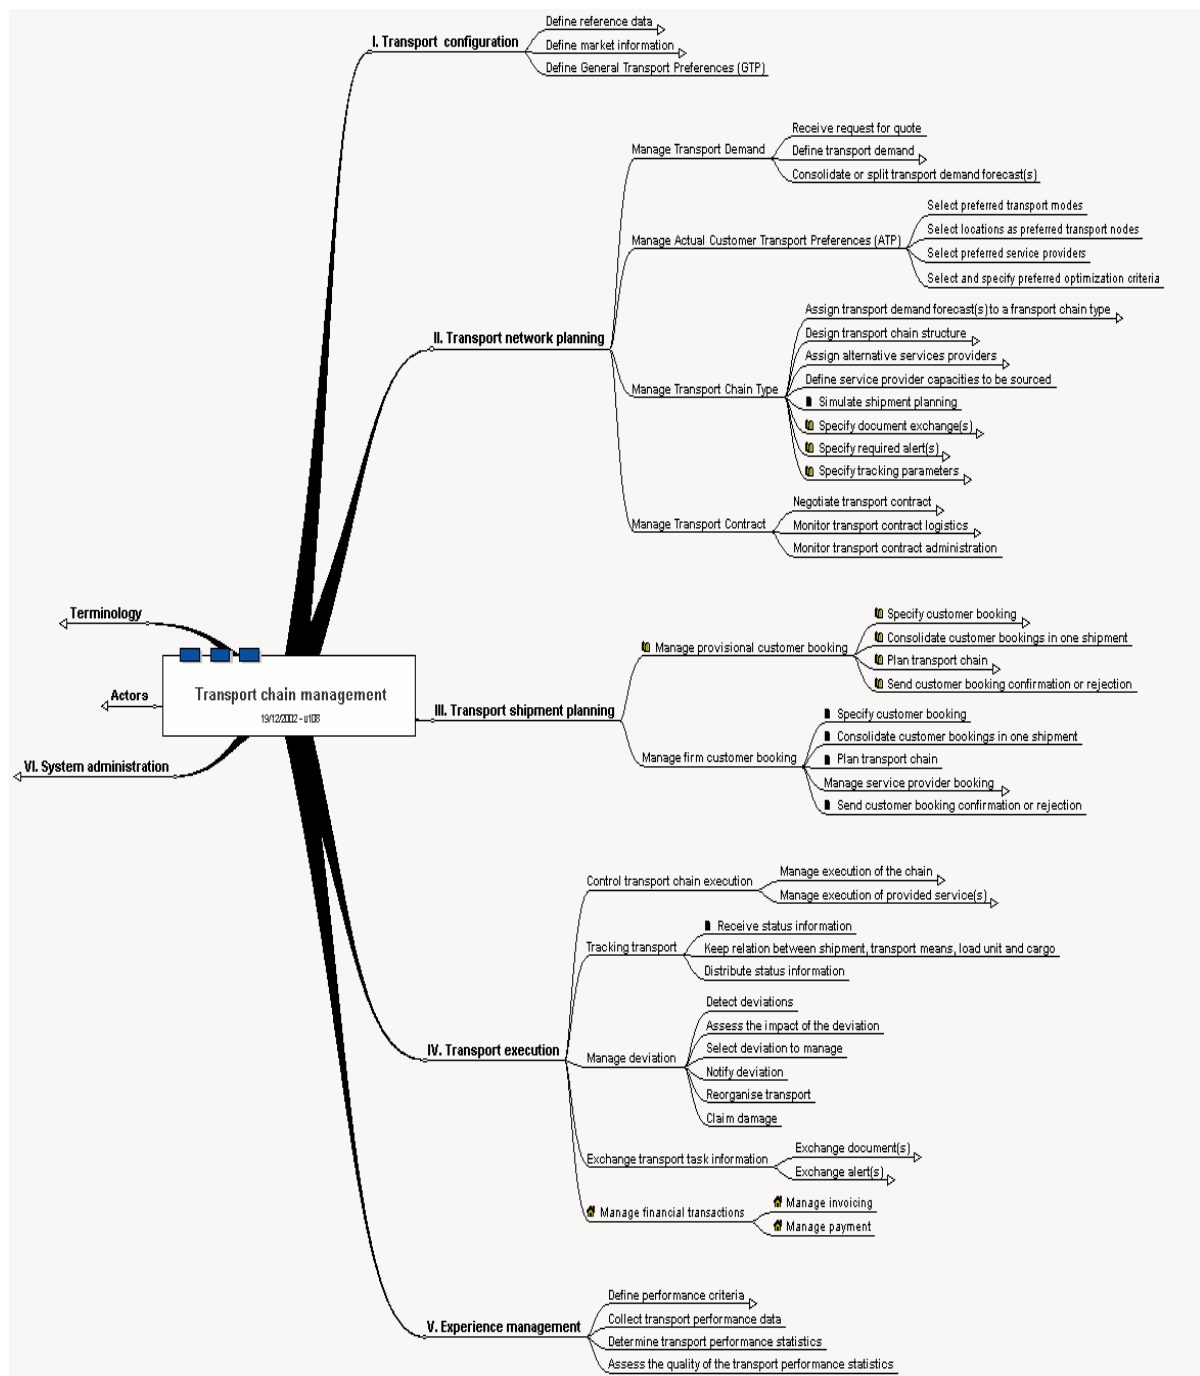 I. Transport configuration
Define reference data
Define market information
Define General Transport Preferences (GTP)
II. Transport network planning
Manage Transport Demand
Receive request for quote
Define transport demand
Consolidate or split transport demand forecast(s)
Manage Actual Customer Transport Preferences (ATP)
Select preferred transport modes
Select locations as preferred transport nodes
Select preferred service providers
Select and specify preferred optimization criteria
Manage Transport Chain Type
Assign transport demand forecast(s) to a transport chain type
Design transport chain structure
Assign alternative services providers
Define service provider capacities to be sourced
Simulate shipment planning
Specify document exchange(s)
Specify required alert(s)
Specify tracking parameters
Manage Transport Contract
Negotiate transport contract
Monitor transport contract logistics
Monitor transport contract administration
Terminology
Actors
VI. System administration
Transport chain management
19/12/2002 - u108
III. Transport shipment planning
Manage provisional customer booking
Specify customer booking
Consolidate customer bookings in one shipment
Plan transport chain
Send customer booking confirmation or rejection
Manage firm customer booking
Specify customer booking
Consolidate customer bookings in one shipment
Plan transport chain
Manage service provider booking
Send customer booking confirmation or rejection
IV. Transport execution
Control transport chain execution
Manage execution of the chain
Manage execution of provided service(s)
Tracking transport
Receive status information
Keep relation between shipment, transport means, load unit and cargo
Distribute status information
Manage deviation
Detect deviations
Assess the impact of the deviation
Select deviation to manage
Notify deviation
Reorganise transport
Claim damage
Exchange transport task information
Exchange document(s)
Exchange alert(s)
Manage financial transactions
Manage invoicing
Manage payment
V. Experience management
Define performance criteria
Collect transport performance data
Determine transport performance statistics
Assess the quality of the transport performance statistics